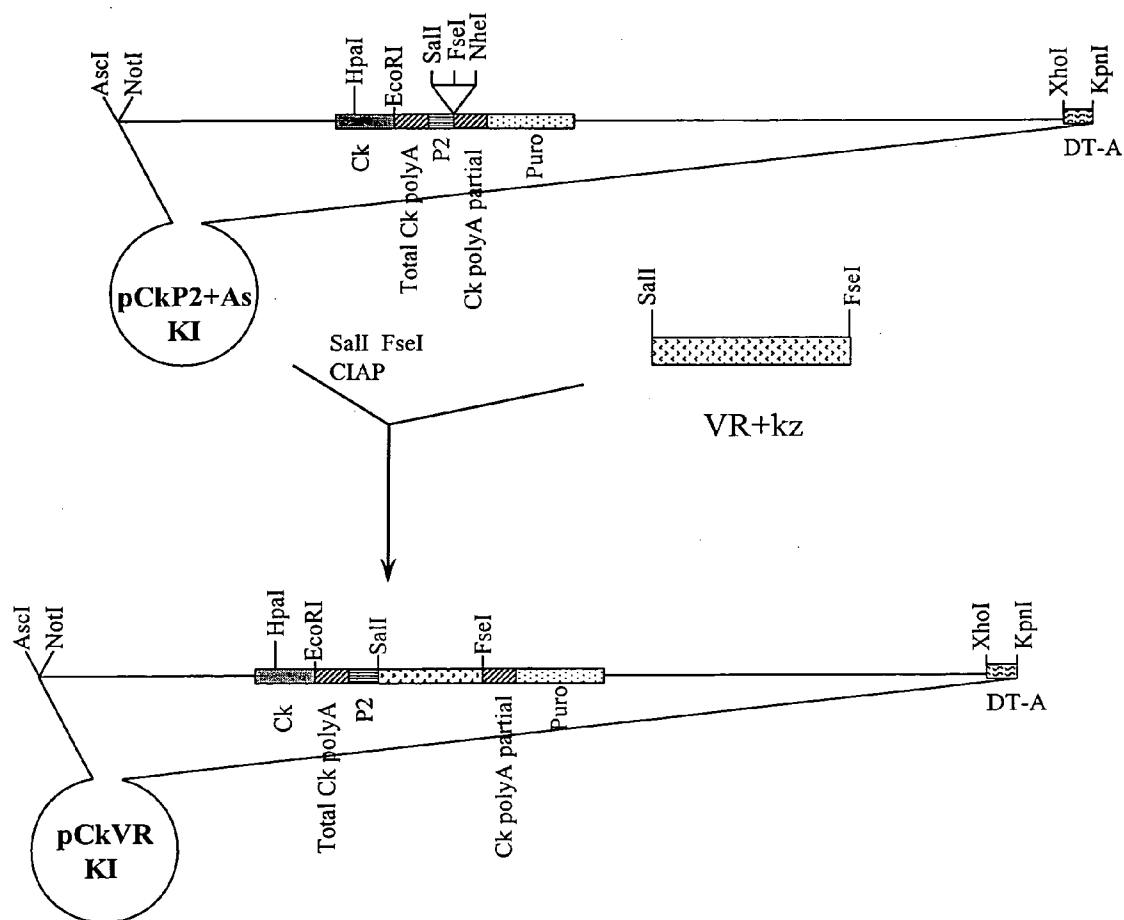 AscI
NotI
HpaI
EcoRI
SalI
FseI
NheI
XhoI
KpnI
Ck
Total Ck polyA
P2
Ck polyA partial
Puro
DT-A
pCkP2+As
KI
SalI FseI
CIAP
SalI
FseI
VR+kz
AscI
NotI
HpaI
EcoRI
SalI
FseI
XhoI
KpnI
Ck
Total Ck polyA
P2
Ck polyA partial
Puro
DT-A
pCkVR
KI